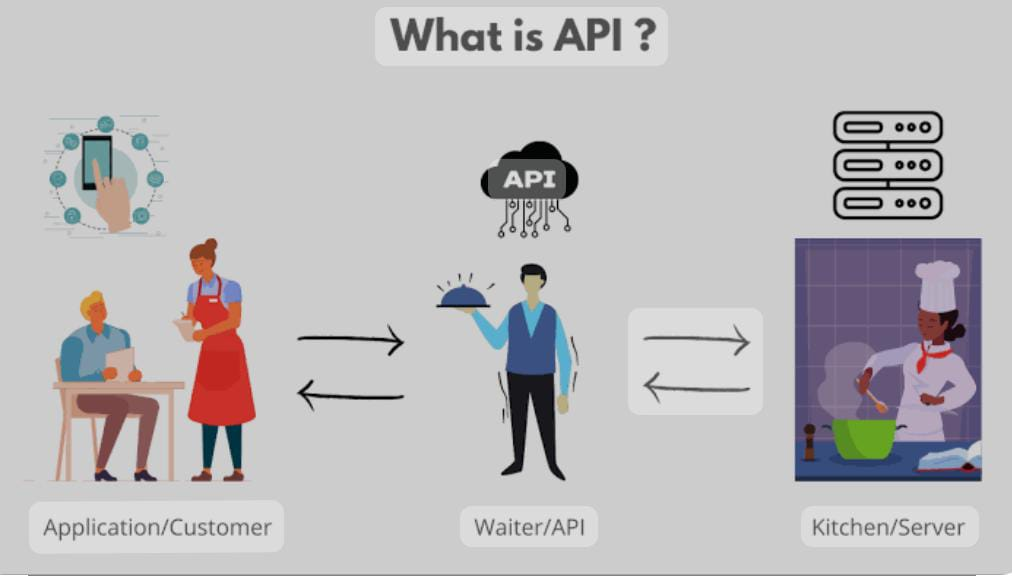 What is API ?
API
Application/Customer
Waiter/API
Kitchen/Server